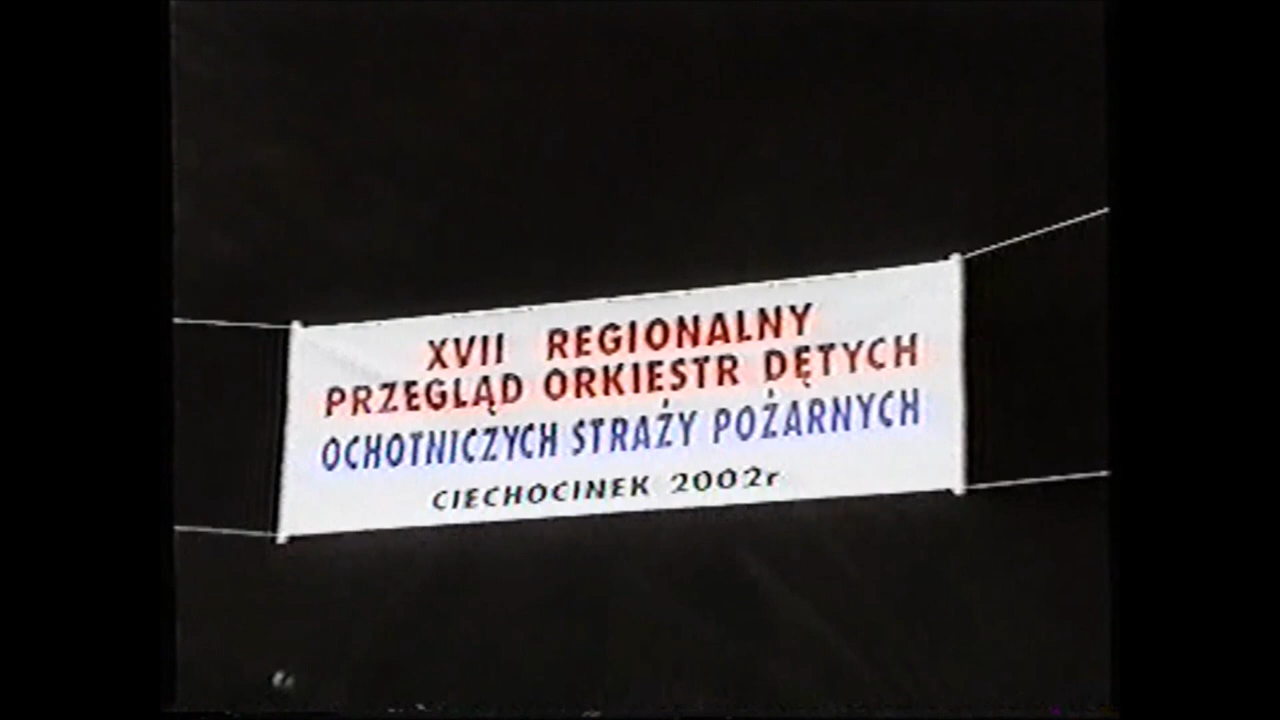 XVII REGIONALNY
PRZEGLĄD ORKIESTR DĘTYCH
OCHOTNICZYCH STRAŻY POŻARNYCH
CIECHOCINEK 2002r